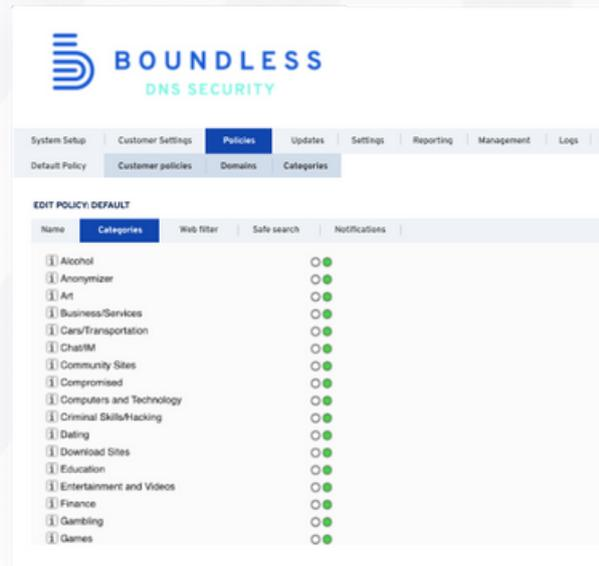 BOUNDLESS
DNS SECURITY
System Setup Customer Settings Policies Updates Settings Reporting Management Logs
Default Policy Customer policies Domains Categories
EDIT POLICY: DEFAULT
Name Categories Web filter Safe search Notifications
i Alcohol
i Anonymizer
i Art
i Business/Services
i Cars/Transportation
i Chat/IM
i Community Sites
i Compromised
i Computers and Technology
i Criminal Skills/Hacking
i Dating
i Download Sites
i Education
i Entertainment and Videos
i Finance
i Gambling
i Games